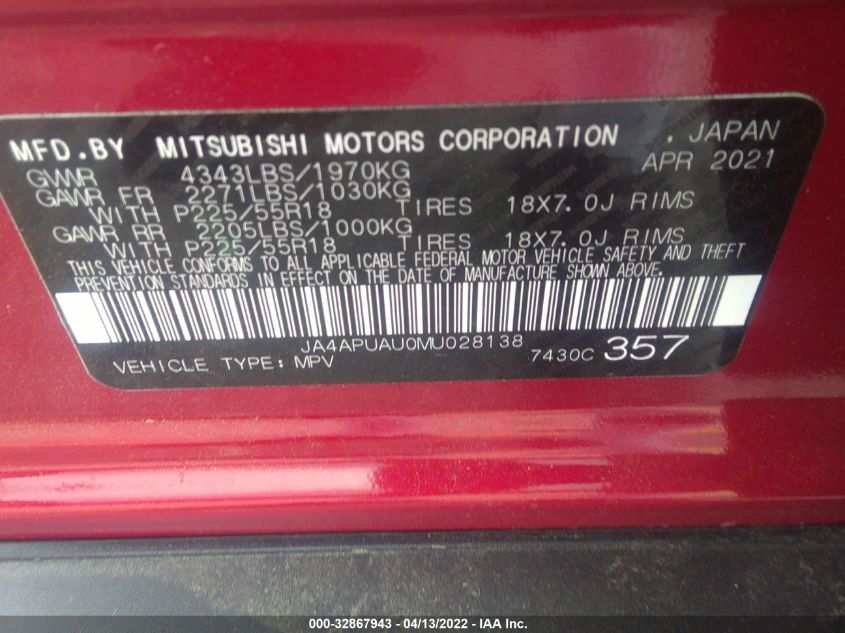 MFD.BY MITSUBISHI MOTORS CORPORATION . JAPAN
GVWR 4343LBS/1970KG APR 2021
GAWR FR 2271LBS/1030KG
WITH P225/55R18 TIRES 18X7.0J RIMS
GAWR RR 2205LBS/1000KG
WITH P225/55R18 TIRES 18X7.0J RIMS
THIS VEHICLE CONFORMS TO ALL APPLICABLE FEDERAL MOTOR VEHICLE SAFETY AND THEFT
PREVENTION STANDARDS IN EFFECT ON THE DATE OF MANUFACTURE SHOWN ABOVE.
JA4APUAU0MU028138
VEHICLE TYPE: MPV 7430C 357
000-32867943 - 04/13/2022 - IAA Inc.